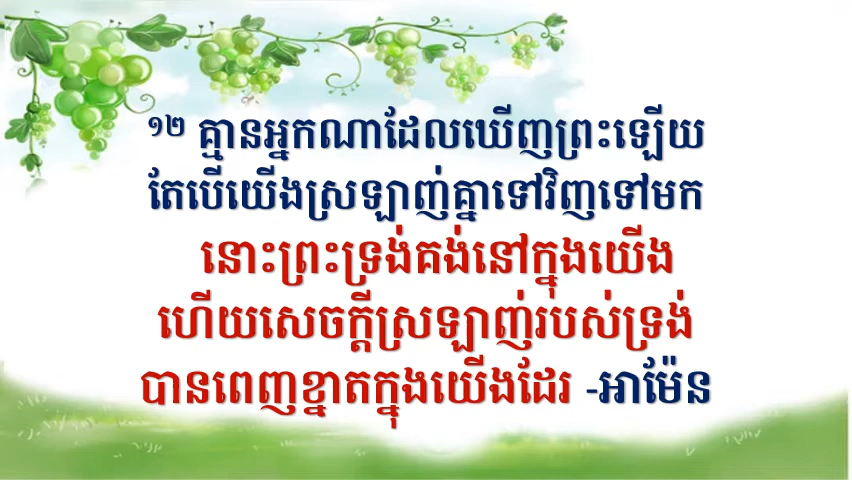 ១២ គ្មានអ្នកណាដែលឃើញព្រះឡើយ
តែបើយើងស្រឡាញ់គ្នាទៅវិញទៅមក
នោះព្រះទ្រង់គង់នៅក្នុងយើង
ហើយសេចក្ដីស្រឡាញ់របស់ទ្រង់
បានពេញខ្នាតក្នុងយើងដែរ -អាម៉ែន